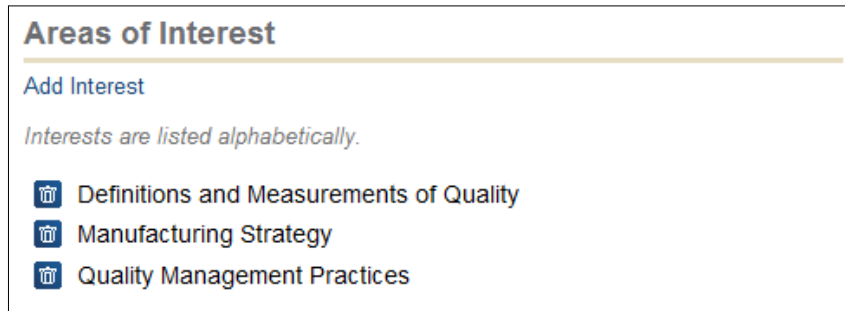 Areas of Interest
Add Interest
Interests are listed alphabetically.
Definitions and Measurements of Quality
Manufacturing Strategy
Quality Management Practices